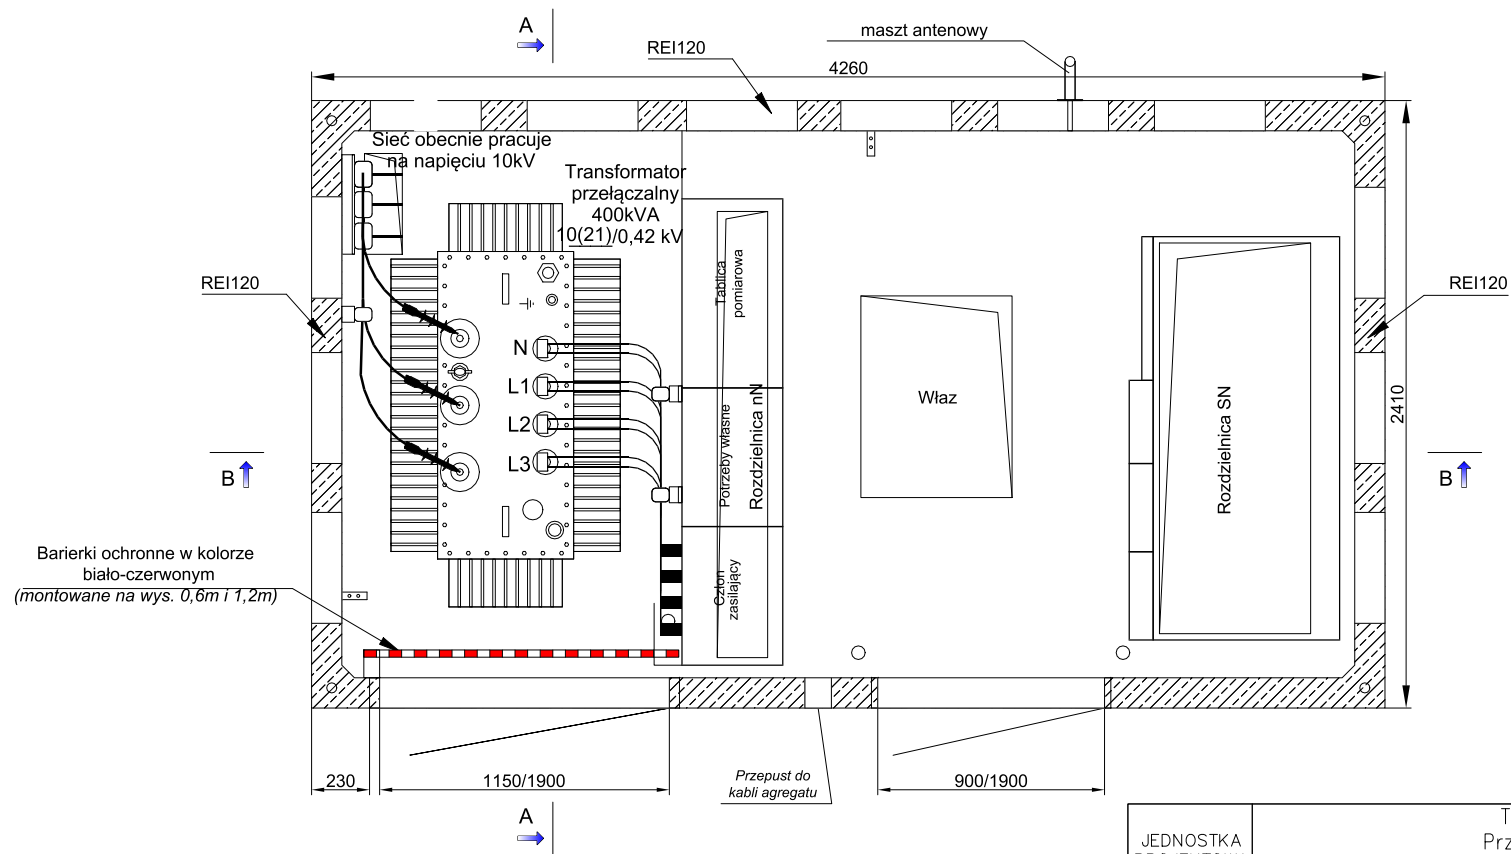 A
maszt antenowy
REI120
4260
Sieć obecnie pracuje
na napięciu 10kV
Transformator
przełączalny
400kVA
10(21)/0,42 kV
Tablica
pomiarowa
REI120
REI120
N
L1
L2
L3
Potrzeby własne
Rozdzielnica nN
Właz
Rozdzielnica SN
2410
B
B
Człon
zasilający
Barierki ochronne w kolorze
biało-czerwonym
(montowane na wys. 0,6m i 1,2m)
230
1150/1900
Przepust do
kabli agregatu
900/1900
A
T
JEDNOSTKA
Prz